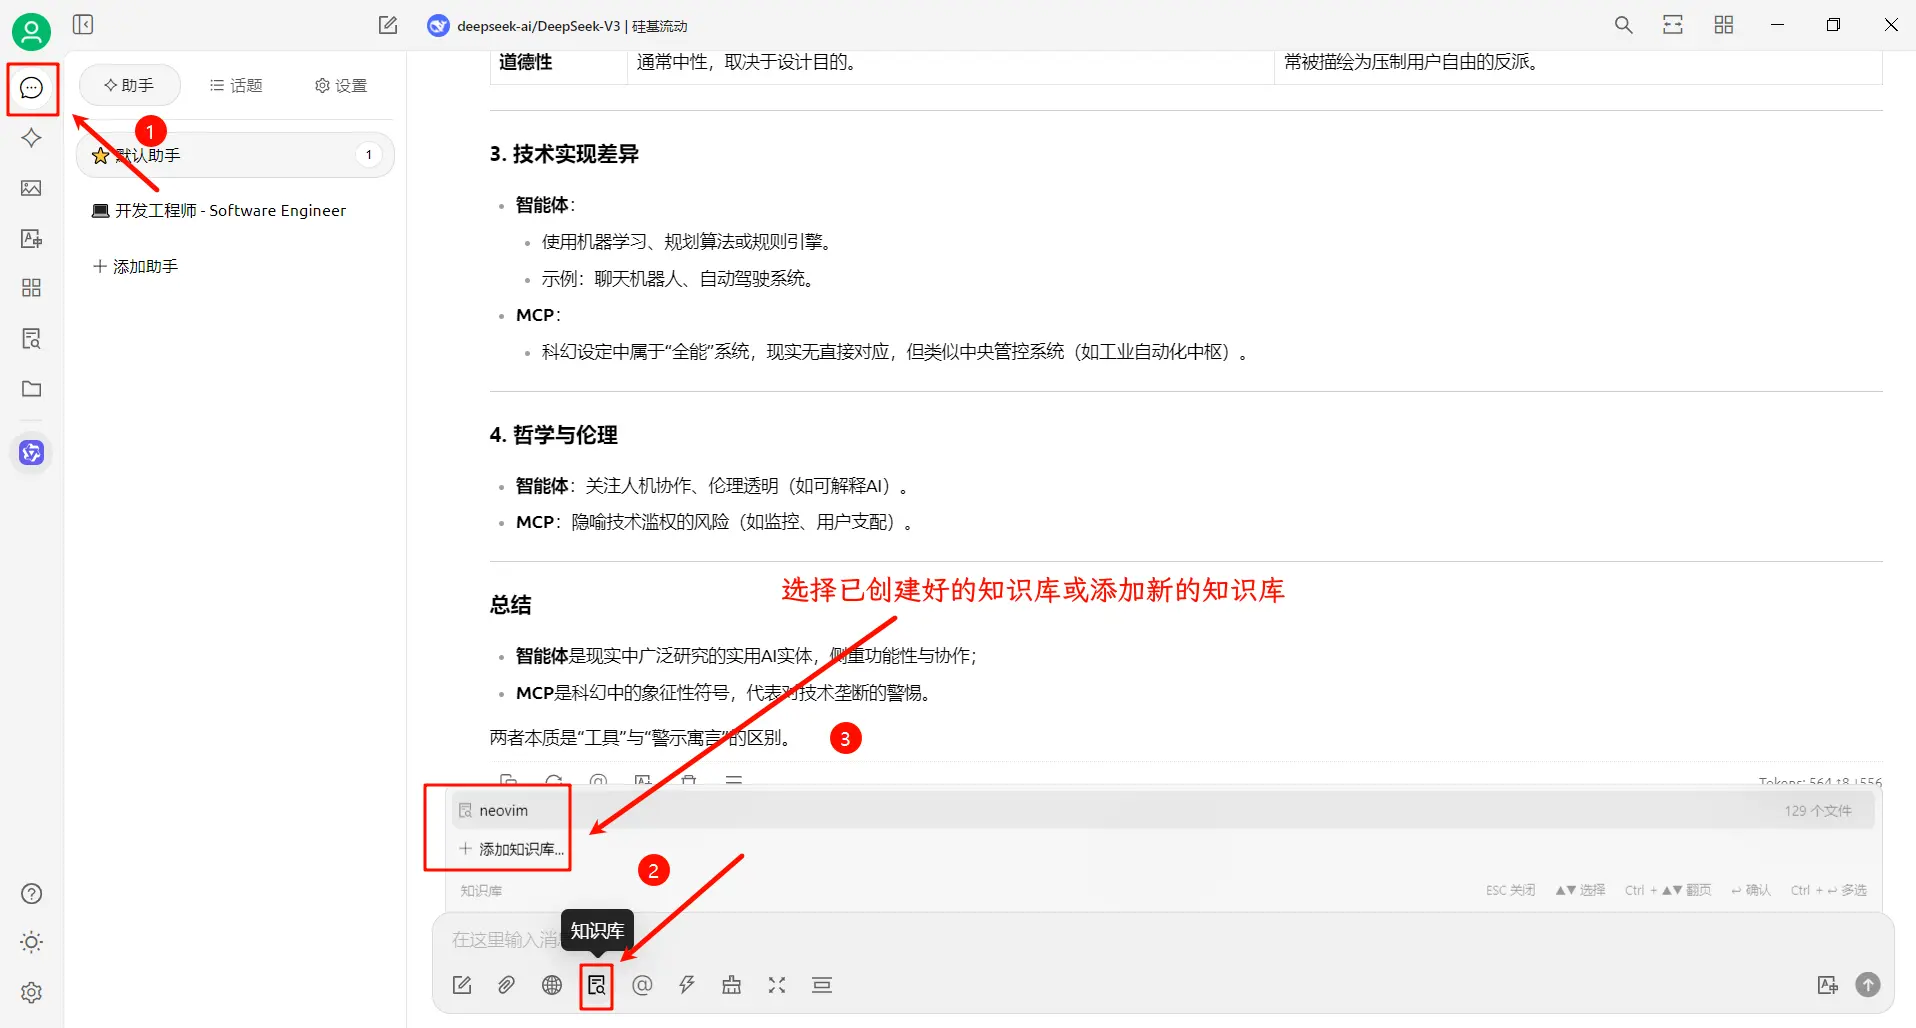 deepseek-ai/DeepSeek-V3 | 硅基流动
助手
话题
设置
1
默认助手
1
开发工程师 - Software Engineer
添加助手
道德性
通常中性，取决于设计目的。
常被描绘为压制用户自由的反派。
3. 技术实现差异
智能体：
使用机器学习、规划算法或规则引擎。
示例：聊天机器人、自动驾驶系统。
MCP：
科幻设定中属于“全能”系统，现实无直接对应，但类似中央管控系统（如工业自动化中枢）。
4. 哲学与伦理
智能体：关注人机协作、伦理透明（如可解释AI）。
MCP：隐喻技术滥权的风险（如监控、用户支配）。
选择已创建好的知识库或添加新的知识库
总结
智能体是现实中广泛研究的实用AI实体，侧重功能性与协作；
MCP是科幻中的象征性符号，代表对技术垄断的警惕。
两者本质是“工具”与“警示寓言”的区别。
3
Tokens: 564 ↑8 ↓556
neovim
129 个文件
添加知识库...
2
知识库
ESC 关闭
▲▼ 选择
Ctrl + ▲▼ 翻页
↩ 确认
Ctrl + ↩ 多选
知识库
在这里输入消